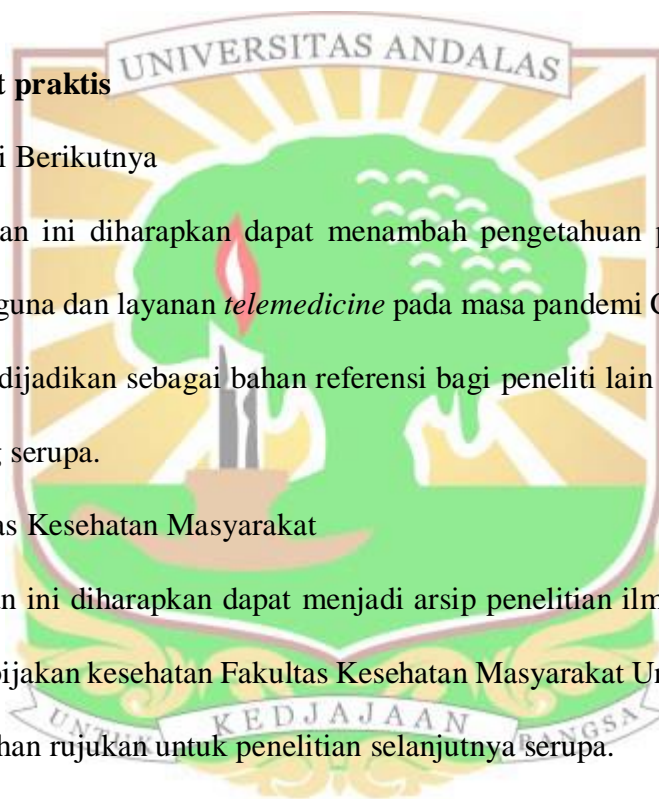 UNIVERSITAS ANDALAS
t praktis
i Berikutnya
an ini diharapkan dapat menambah pengetahuan p
guna dan layanan telemedicine pada masa pandemi C
dijadikan sebagai bahan referensi bagi peneliti lain
serupa.
as Kesehatan Masyarakat
n ini diharapkan dapat menjadi arsip penelitian ilm
bijakan kesehatan Fakultas Kesehatan Masyarakat Un
UNTUK KEDJAJAAN BANGSA
han rujukan untuk penelitian selanjutnya serupa.